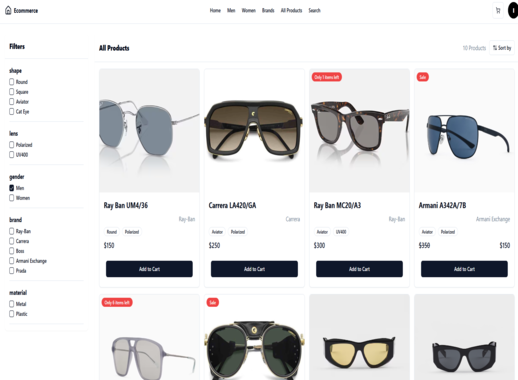 Ecommerce
Home Men Women Brands All Products Search
Filters
All Products
10 Products
Sort by
shape
Round
Square
Aviator
Cat Eye
lens
Polarized
UV400
gender
Men
Women
brand
Ray-Ban
Carrera
Boss
Armani Exchange
Prada
material
Metal
Plastic
Ray Ban UM4/36
Ray-Ban
Round Polarized
$150
Add to Cart
Carrera LA420/GA
Carrera
Aviator Polarized
$250
Add to Cart
Only 1 items left
Ray Ban MC20/A3
Ray-Ban
Aviator UV400
$300
Add to Cart
Sale
Armani A342A/7B
Armani Exchange
Aviator Polarized
$350 $150
Add to Cart
Sale